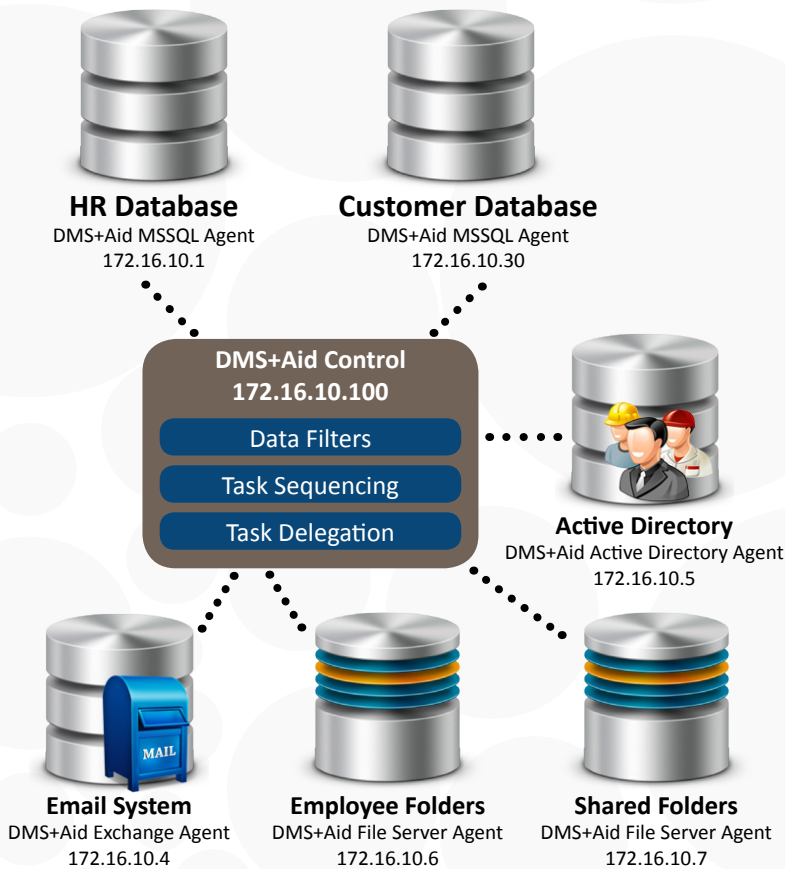 HR Database
DMS+Aid MSSQL Agent
172.16.10.1
Customer Database
DMS+Aid MSSQL Agent
172.16.10.30
DMS+Aid Control
172.16.10.100
Data Filters
Task Sequencing
Task Delegation
Active Directory
DMS+Aid Active Directory Agent
172.16.10.5
MAIL
Email System
DMS+Aid Exchange Agent
172.16.10.4
Employee Folders
DMS+Aid File Server Agent
172.16.10.6
Shared Folders
DMS+Aid File Server Agent
172.16.10.7